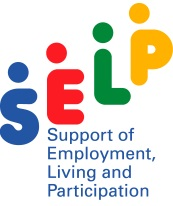 SELP
Support of
Employment,
Living and
Participation